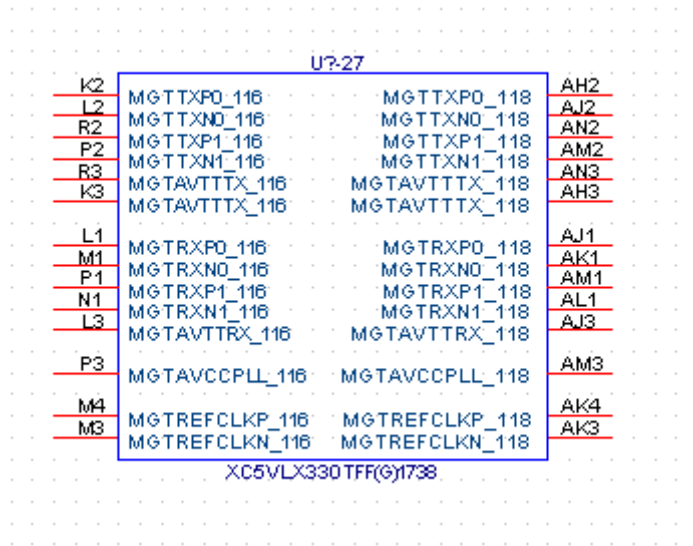 U?-27
K2 MGTTXP0_116 MGTTXP0_118 AH2
L2 MGTTXN0_116 MGTTXN0_118 AJ2
R2 MGTTXP1_116 MGTTXP1_118 AN2
P2 MGTTXN1_116 MGTTXN1_118 AM2
R3 MGTAVTTTX_116 MGTAVTTTX_118 AN3
K3 MGTAVTTTX_116 MGTAVTTTX_118 AH3
L1 MGTRXP0_116 MGTRXP0_118 AJ1
M1 MGTRXN0_116 MGTRXN0_118 AK1
P1 MGTRXP1_116 MGTRXP1_118 AM1
N1 MGTRXN1_116 MGTRXN1_118 AL1
L3 MGTAVTTRX_116 MGTAVTTRX_118 AJ3
P3 MGTAVCCPLL_116 MGTAVCCPLL_118 AM3
M4 MGTREFCLKP_116 MGTREFCLKP_118 AK4
M3 MGTREFCLKN_116 MGTREFCLKN_118 AK3
XC5VLX330TFF(G)1738